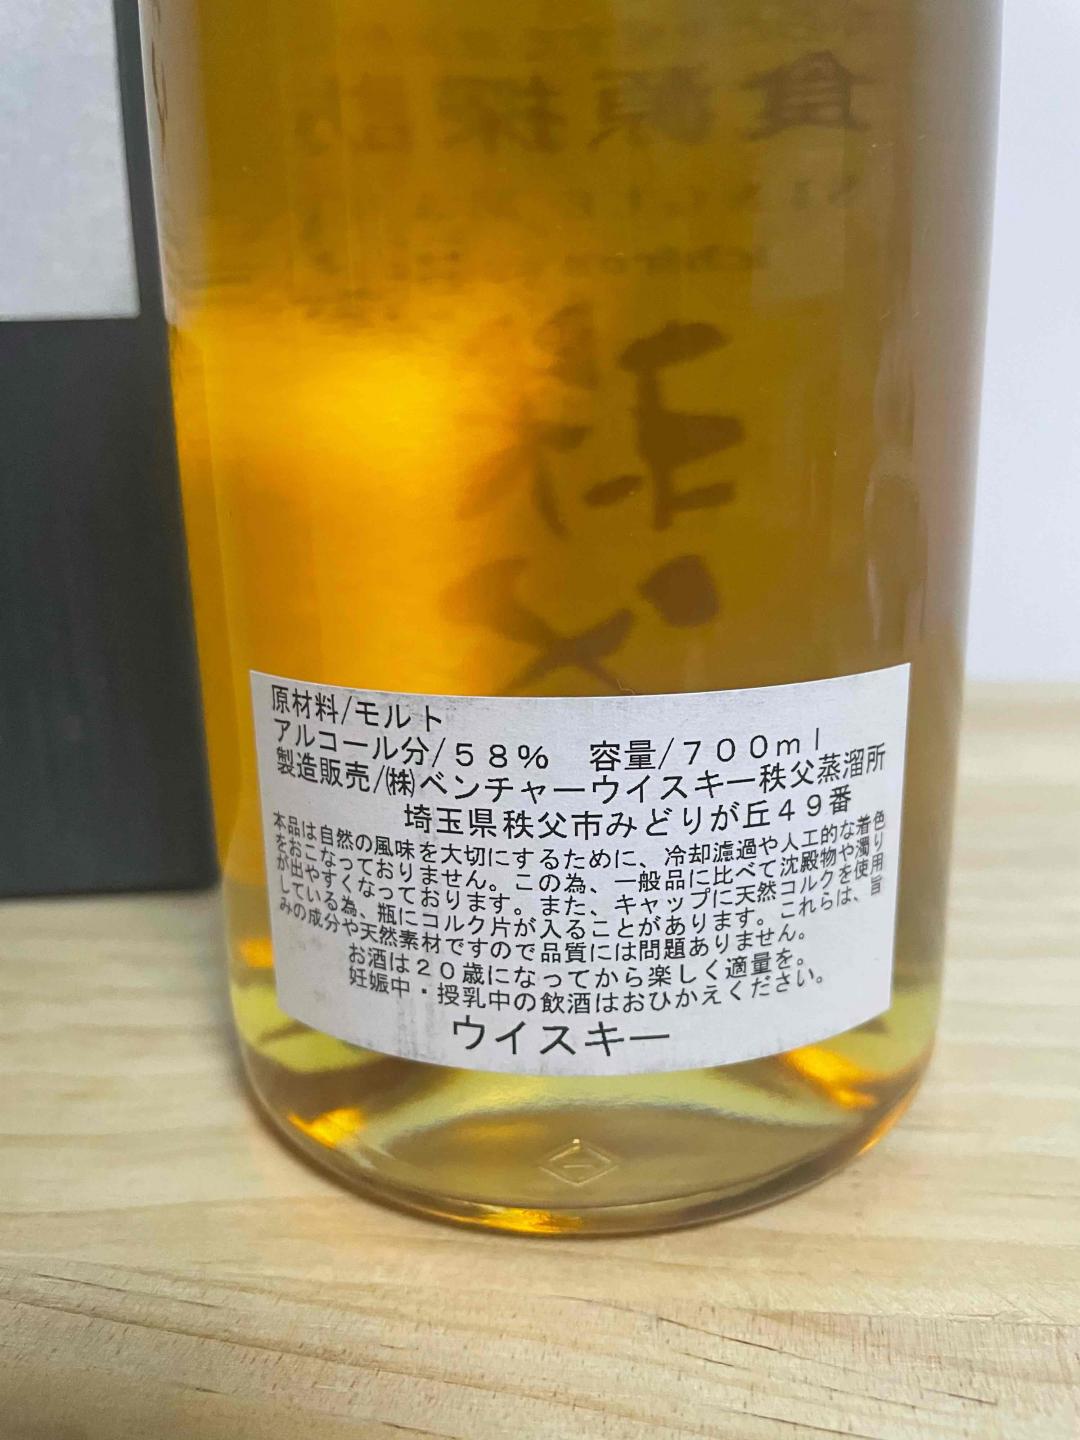 秩父
原材料/モルト
アルコール分/58%　容量/700ml
製造販売/㈱ベンチャーウイスキー秩父蒸溜所
埼玉県秩父市みどりが丘49番
本品は自然の風味を大切にするために、冷却濾過や人工的な着色
をおこなっておりません。この為、一般品に比べて沈殿物や濁り
が出やすくなっております。また、キャップに天然コルクを使用
している為、瓶にコルク片が入ることがあります。これらは、旨
みの成分や天然素材ですので品質には問題ありません。
お酒は20歳になってから楽しく適量を。
妊娠中・授乳中の飲酒はおひかえください。
ウイスキー